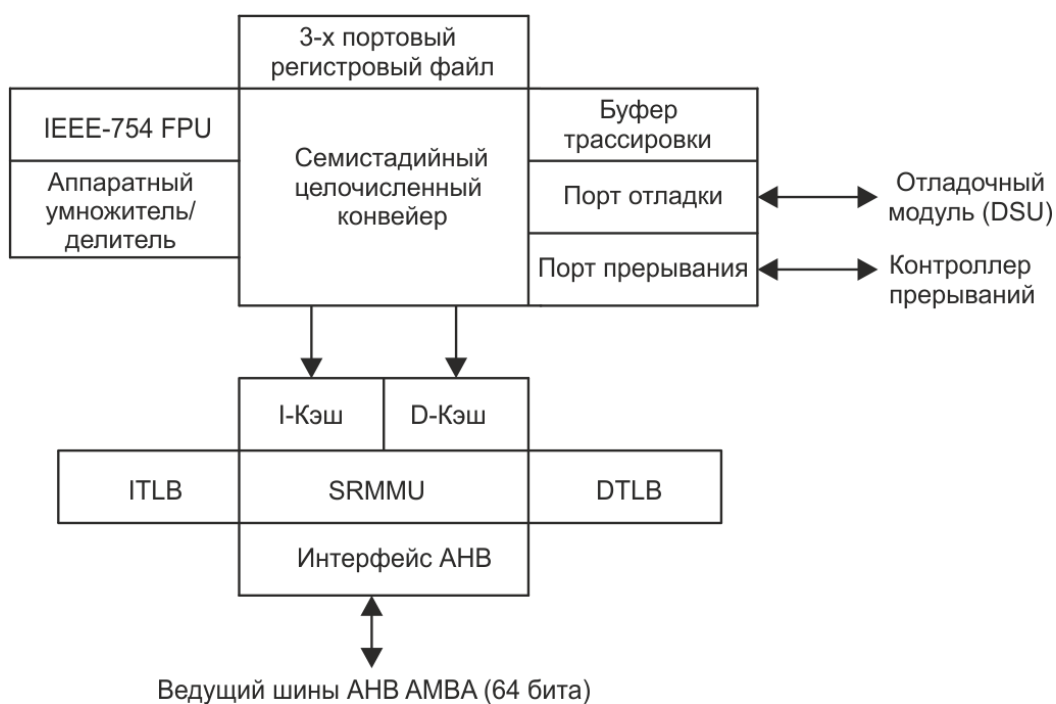 3-х портовый
регистровый файл
IEEE-754 FPU
Аппаратный
умножитель/
делитель
Семистадийный
целочисленный
конвейер
Буфер
трассировки
Порт отладки
Отладочный
модуль (DSU)
Порт прерывания
Контроллер
прерываний
I-Кэш
D-Кэш
ITLB
SRMMU
DTLB
Интерфейс AHB
Ведущий шины AHB AMBA (64 бита)